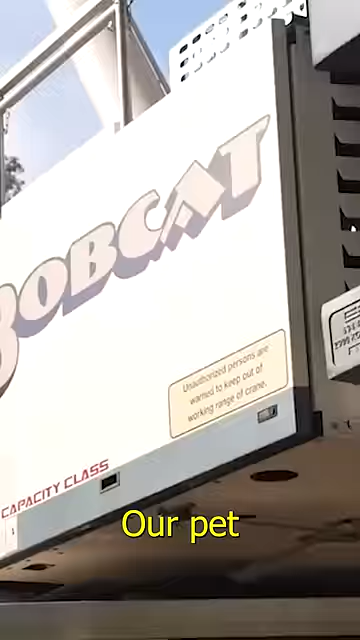 BOBCAT
Unauthorized persons are
warned to keep out of
working range of crane.
CAPACITY CLASS
Our pet